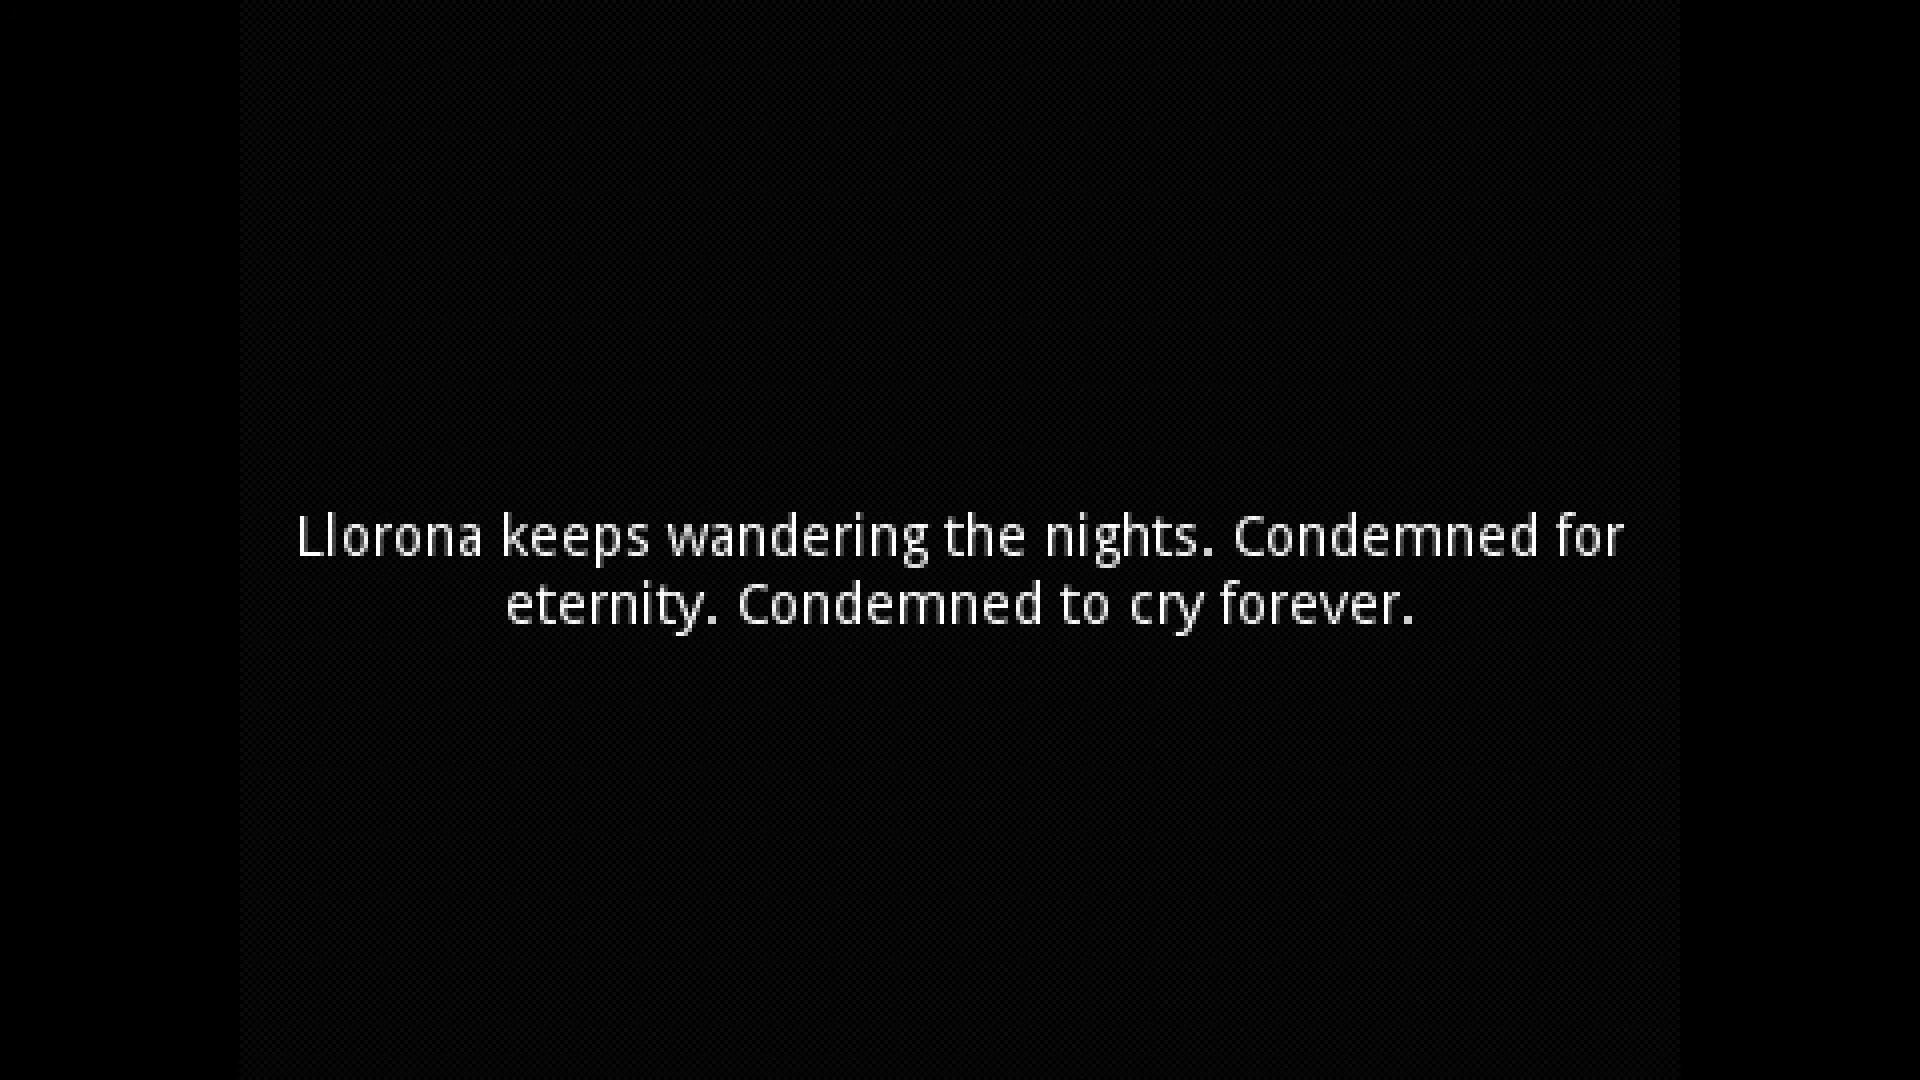 Llorona keeps wandering the nights. Condemned for
eternity. Condemned to cry forever.